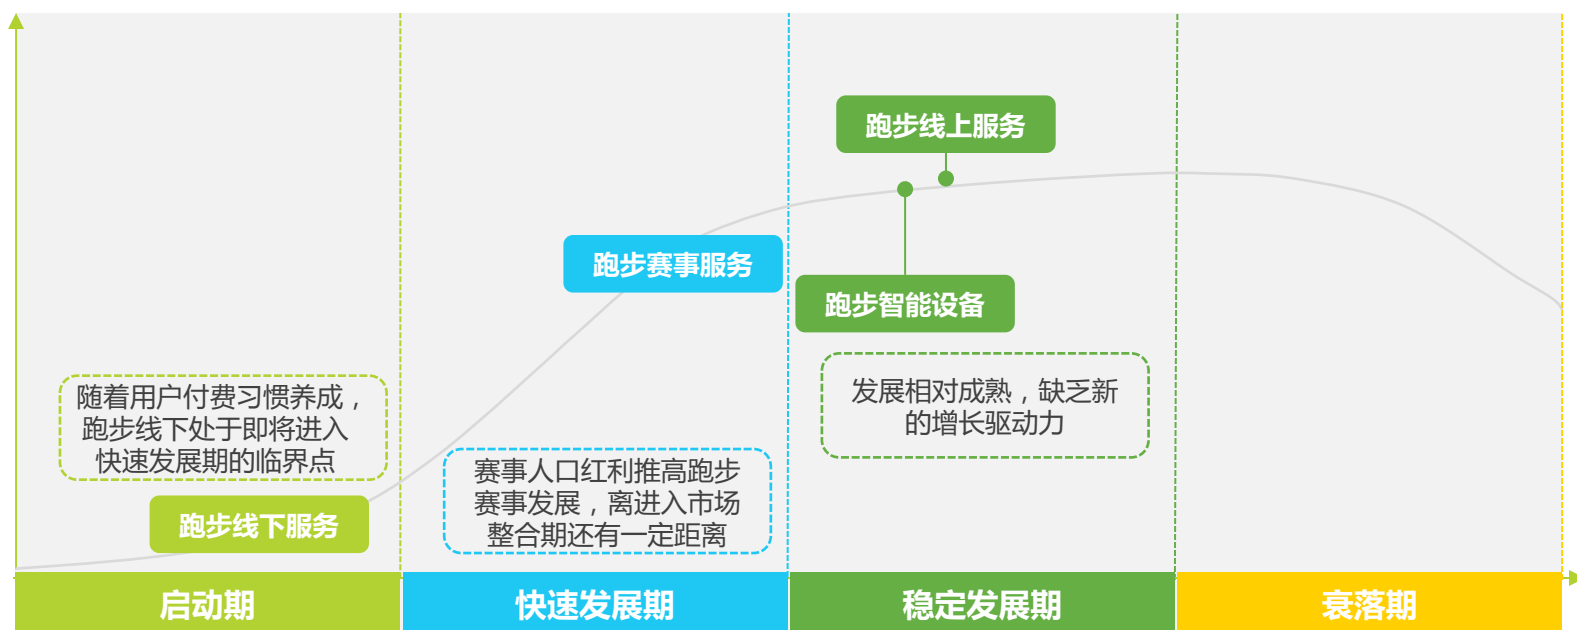 跑步线上服务
跑步赛事服务
跑步智能设备
随着用户付费习惯养成，
跑步线下处于即将进入
快速发展期的临界点
发展相对成熟，缺乏新
的增长驱动力
赛事人口红利推高跑步
赛事发展，离进入市场
整合期还有一定距离
跑步线下服务
启动期
快速发展期
稳定发展期
衰落期